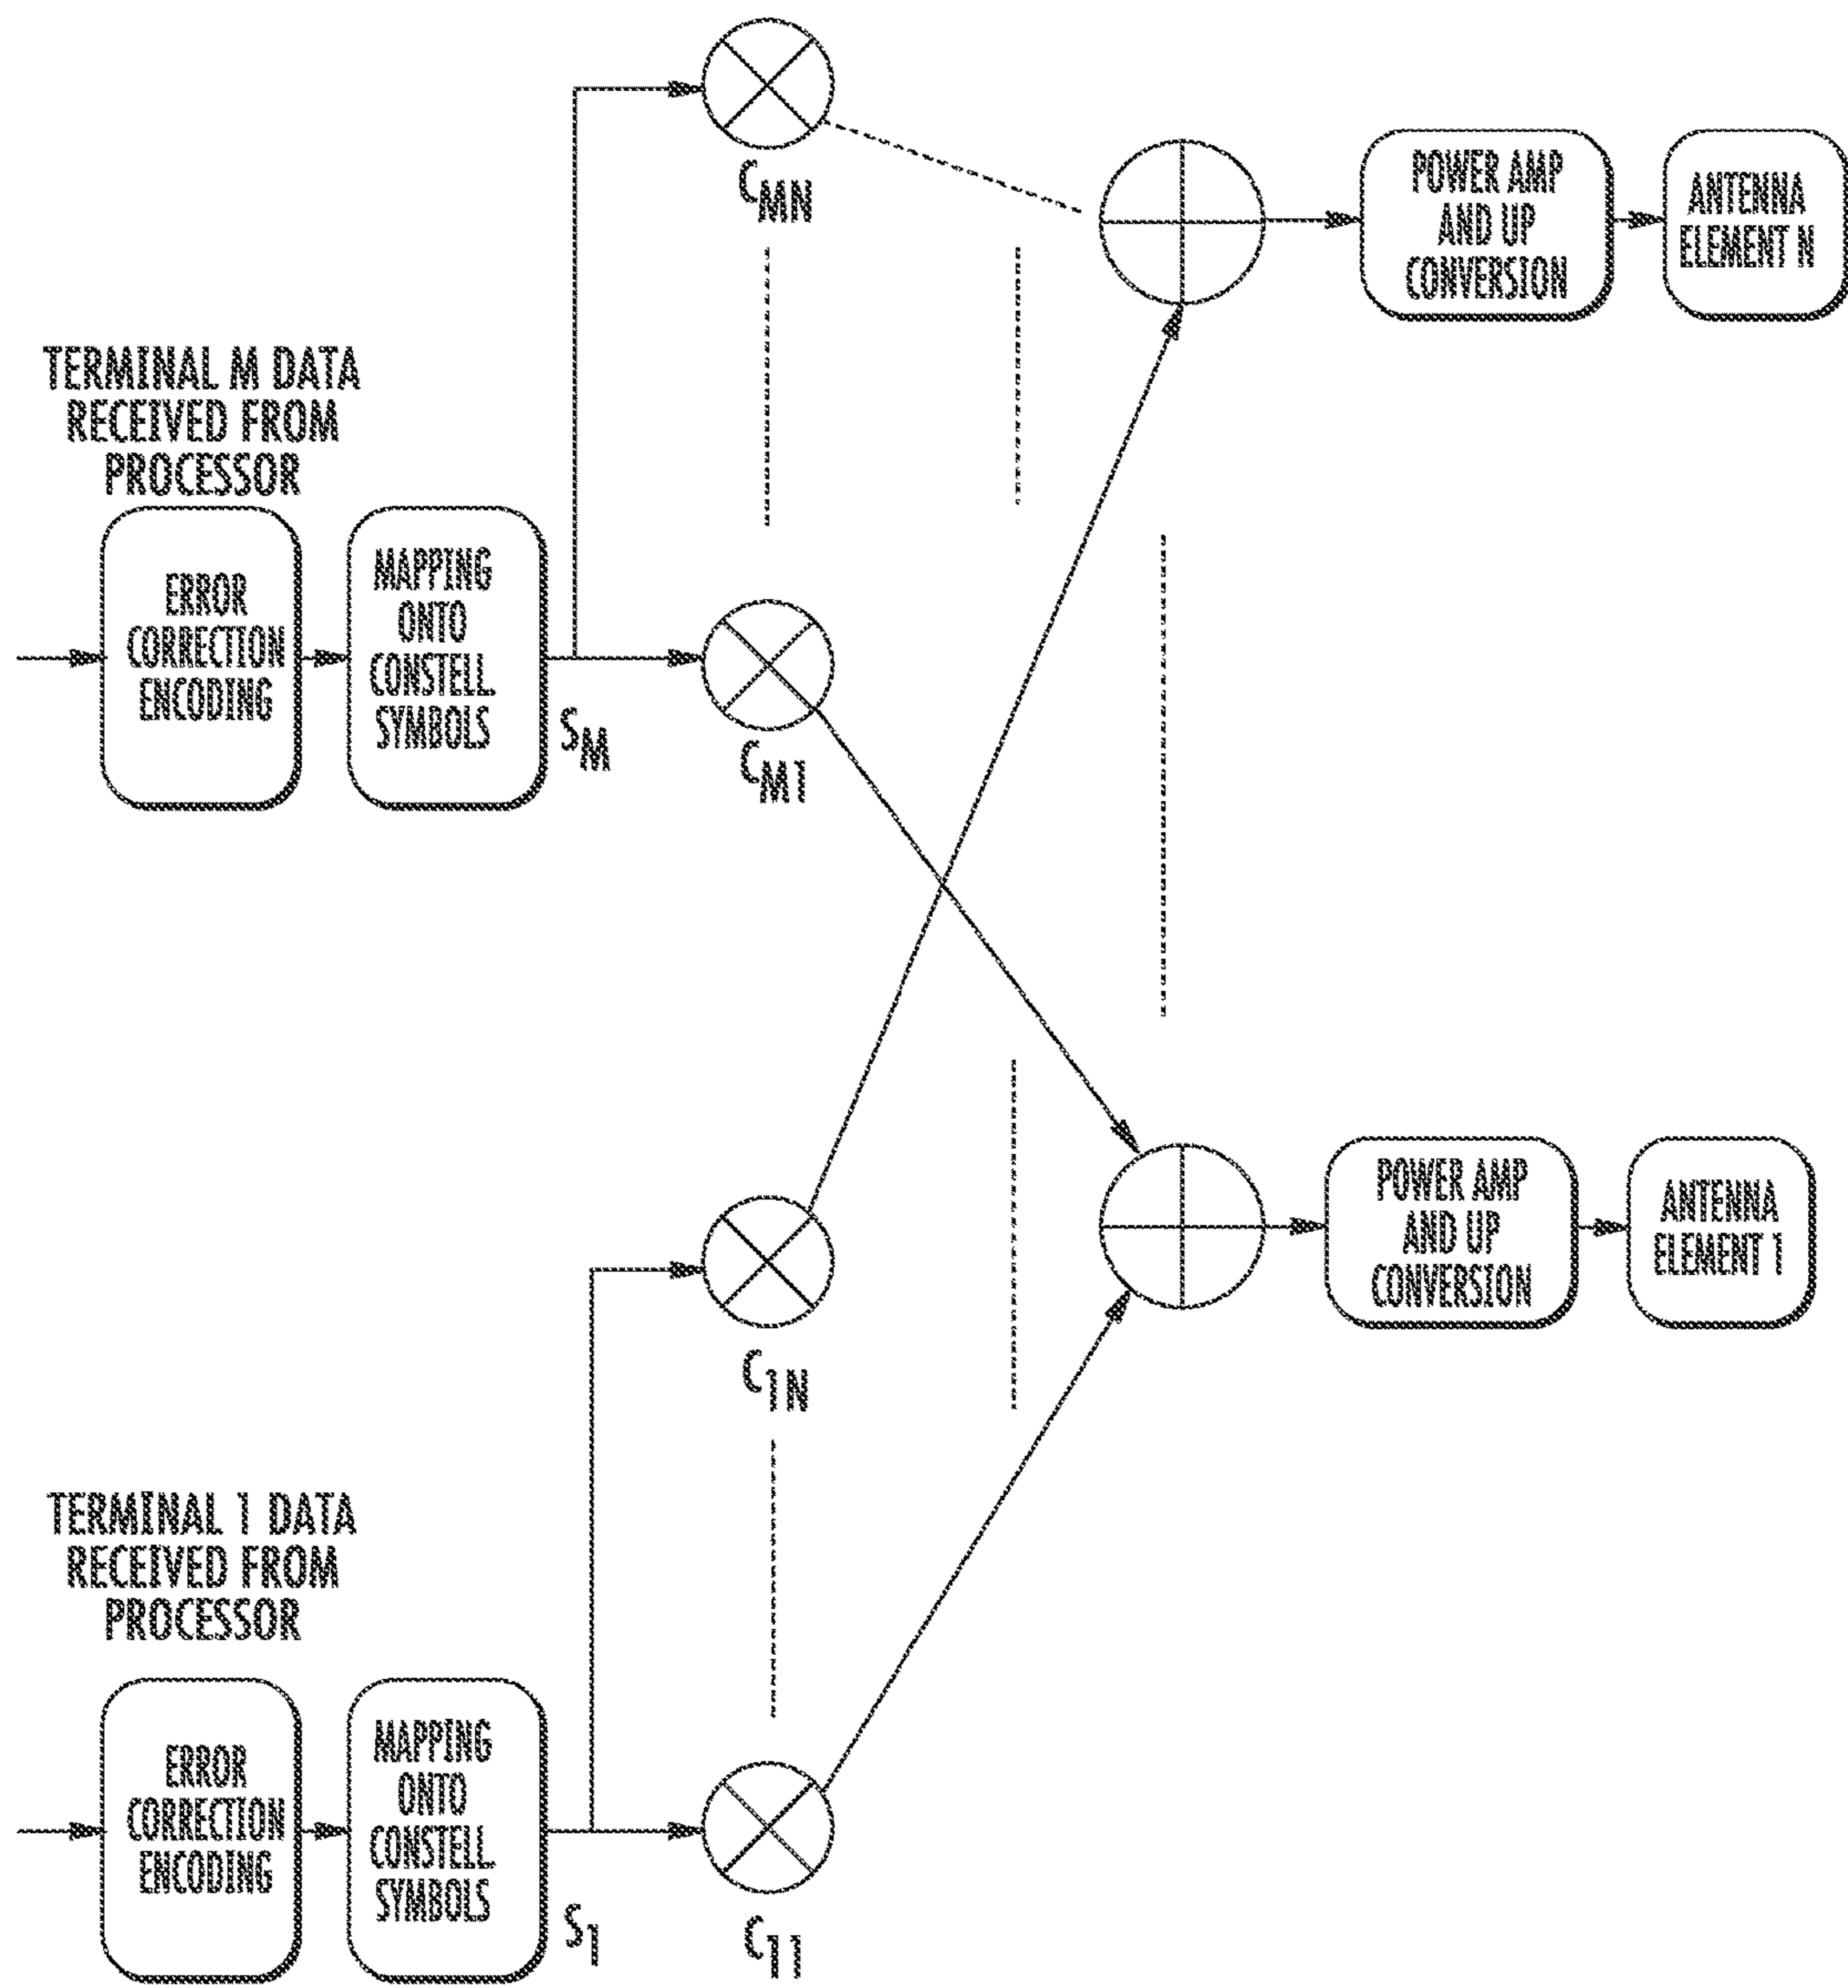 C_MN
POWER AMP
AND UP
CONVERSION
ANTENNA
ELEMENT N
TERMINAL M DATA
RECEIVED FROM
PROCESSOR
ERROR
CORRECTION
ENCODING
MAPPING
ONTO
CONSTELL.
SYMBOLS
S_M
C_M1
POWER AMP
AND UP
CONVERSION
ANTENNA
ELEMENT 1
C_1N
TERMINAL 1 DATA
RECEIVED FROM
PROCESSOR
ERROR
CORRECTION
ENCODING
MAPPING
ONTO
CONSTELL.
SYMBOLS
S_1
C_11